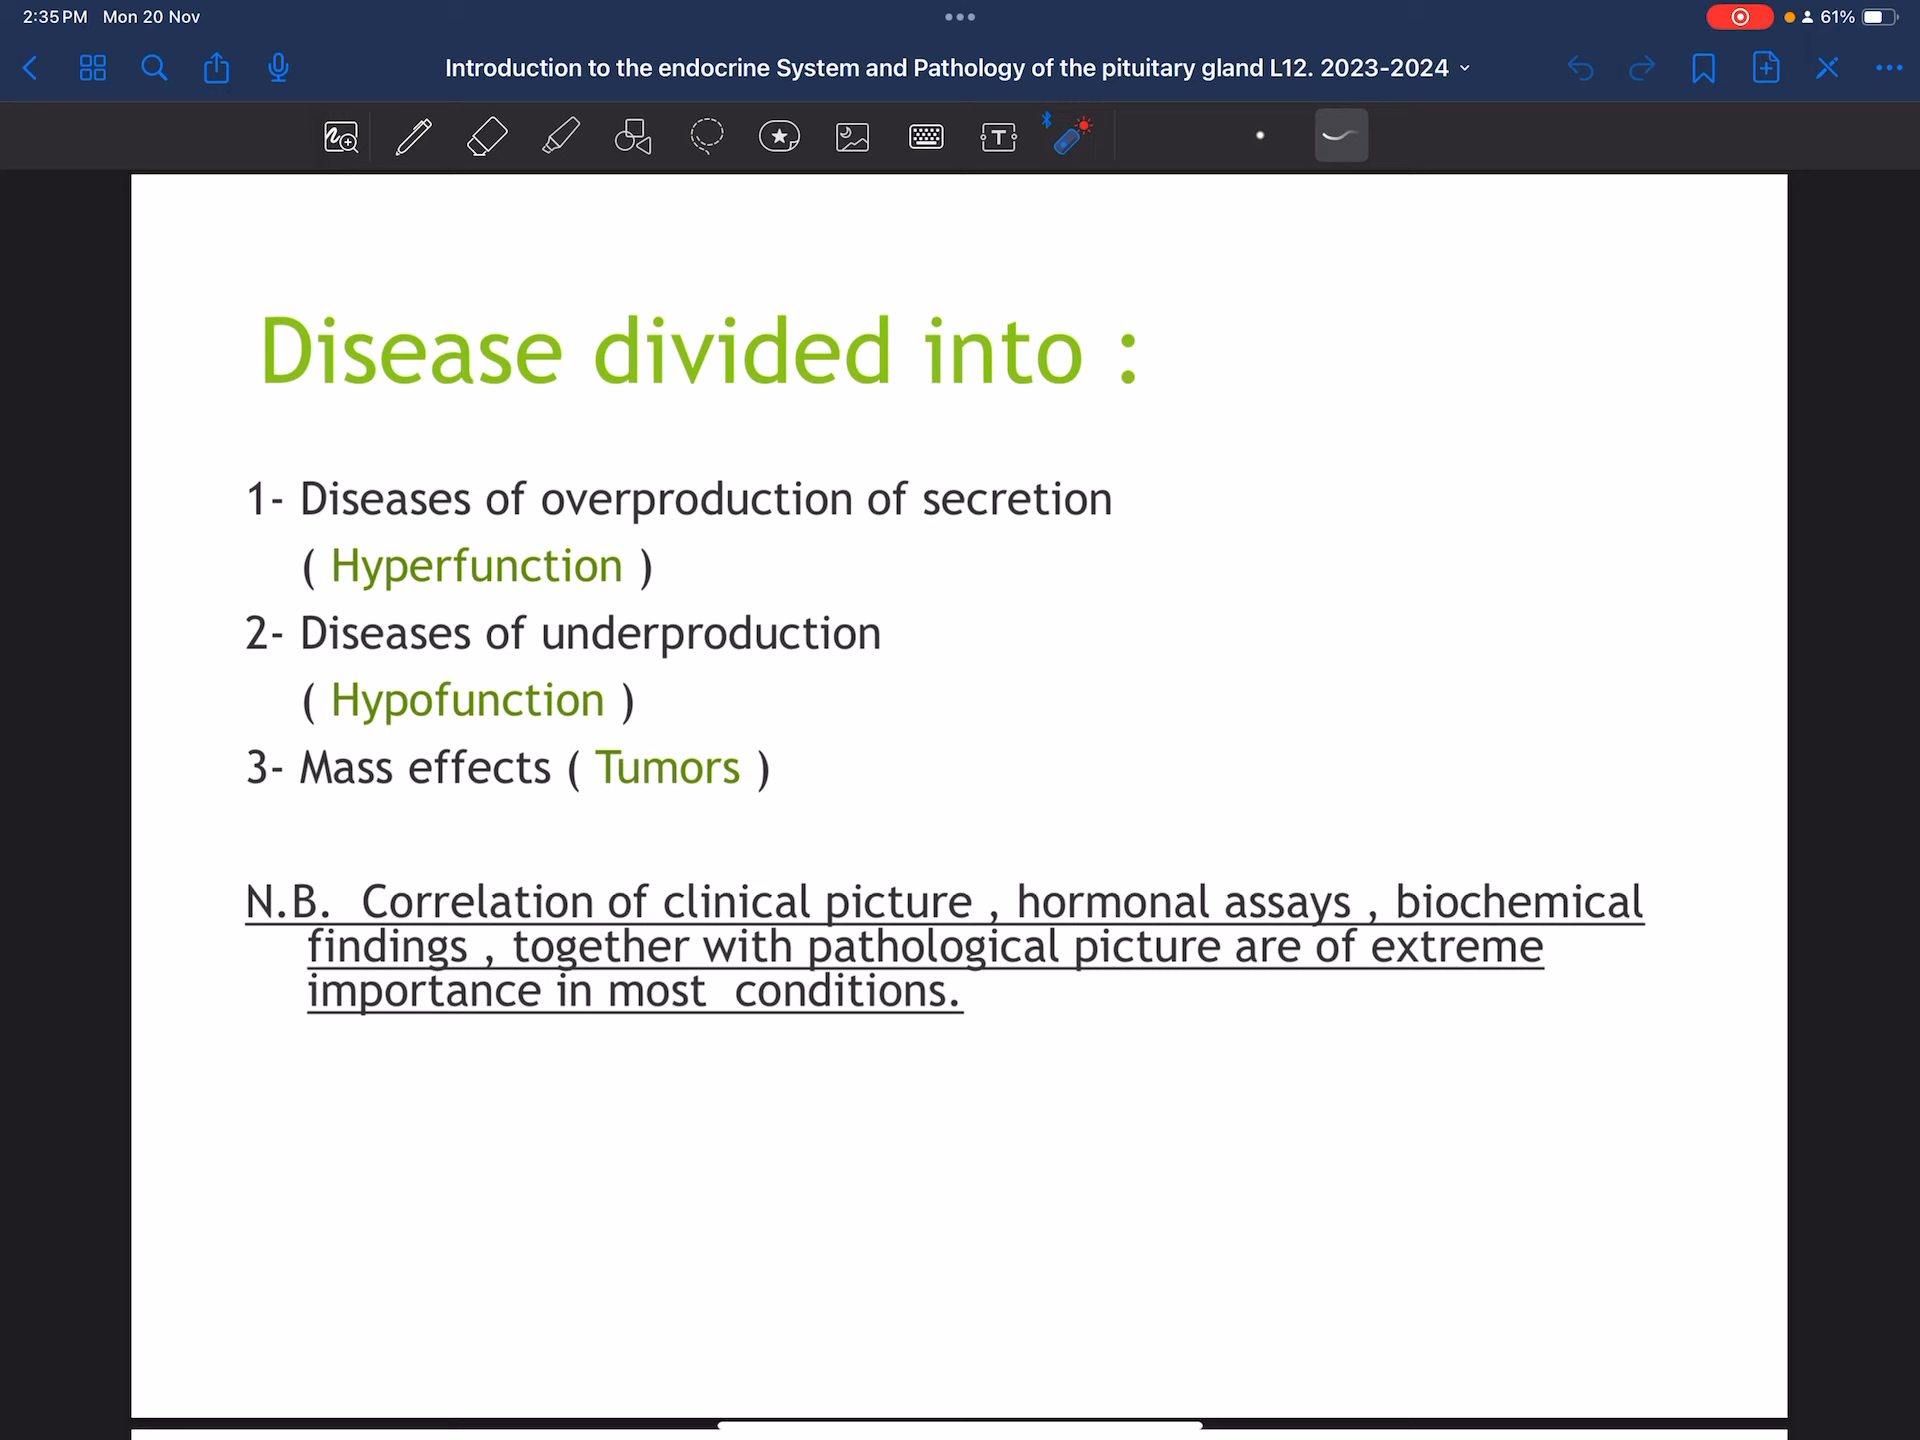 2:35 PM Mon 20 Nov
61%
Introduction to the endocrine System and Pathology of the pituitary gland L12. 2023-2024
T
Disease divided into :
1- Diseases of overproduction of secretion
( Hyperfunction )
2- Diseases of underproduction
( Hypofunction )
3- Mass effects ( Tumors )
N.B. Correlation of clinical picture , hormonal assays , biochemical
findings , together with pathological picture are of extreme
importance in most conditions.